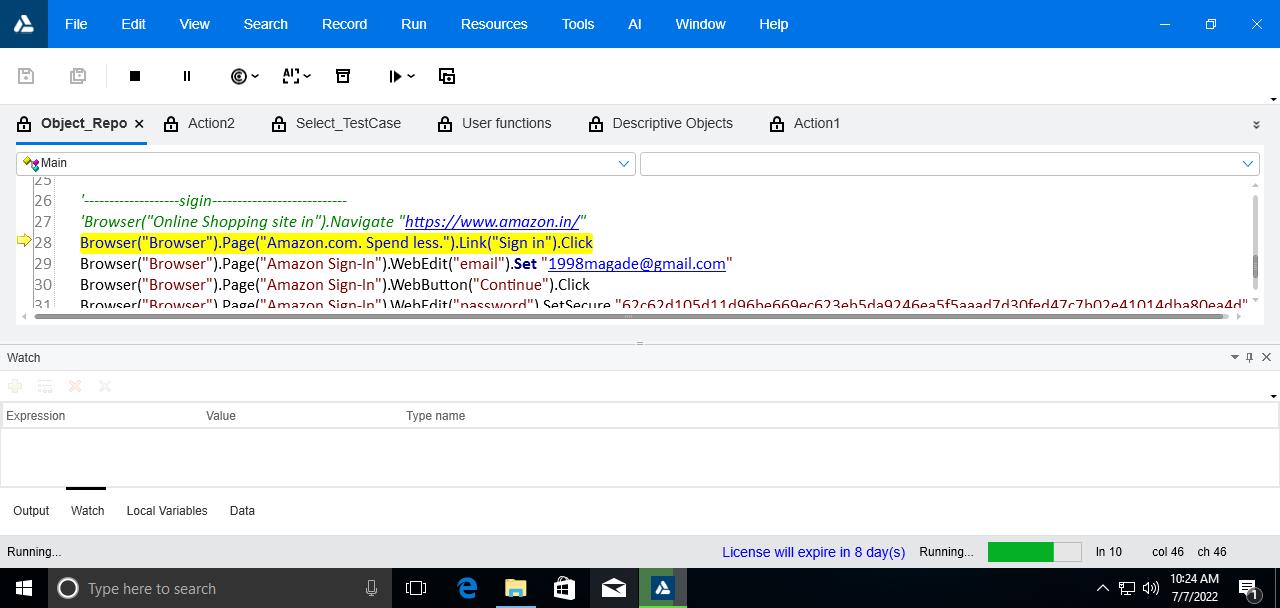 File Edit View Search Record Run Resources Tools AI Window Help
Object_Repo Action2 Select_TestCase User functions Descriptive Objects Action1
Main
25
26 '-------------------sigin---------------------------
27 'Browser("Online Shopping site in").Navigate "https://www.amazon.in/"
28 Browser("Browser").Page("Amazon.com. Spend less.").Link("Sign in").Click
29 Browser("Browser").Page("Amazon Sign-In").WebEdit("email").Set "1998magade@gmail.com"
30 Browser("Browser").Page("Amazon Sign-In").WebButton("Continue").Click
31 Browser("Browser").Page("Amazon Sign-In").WebEdit("password").SetSecure "62c62d105d11d96be669ec623eb5da9246ea5f5aaad7d30fed47c7b02e41014dba80ea4d"
Watch
Expression Value Type name
Output Watch Local Variables Data
Running... License will expire in 8 day(s) Running... ln 10 col 46 ch 46
Type here to search
10:24 AM
7/7/2022
1